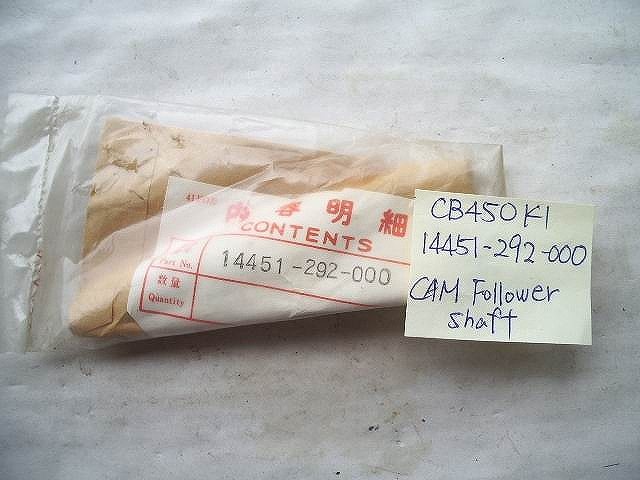 内容明細
CONTENTS
Part No.
14451-292-000
数量
Quantity
CB450K1
14451-292-000
CAM Follower
shaft